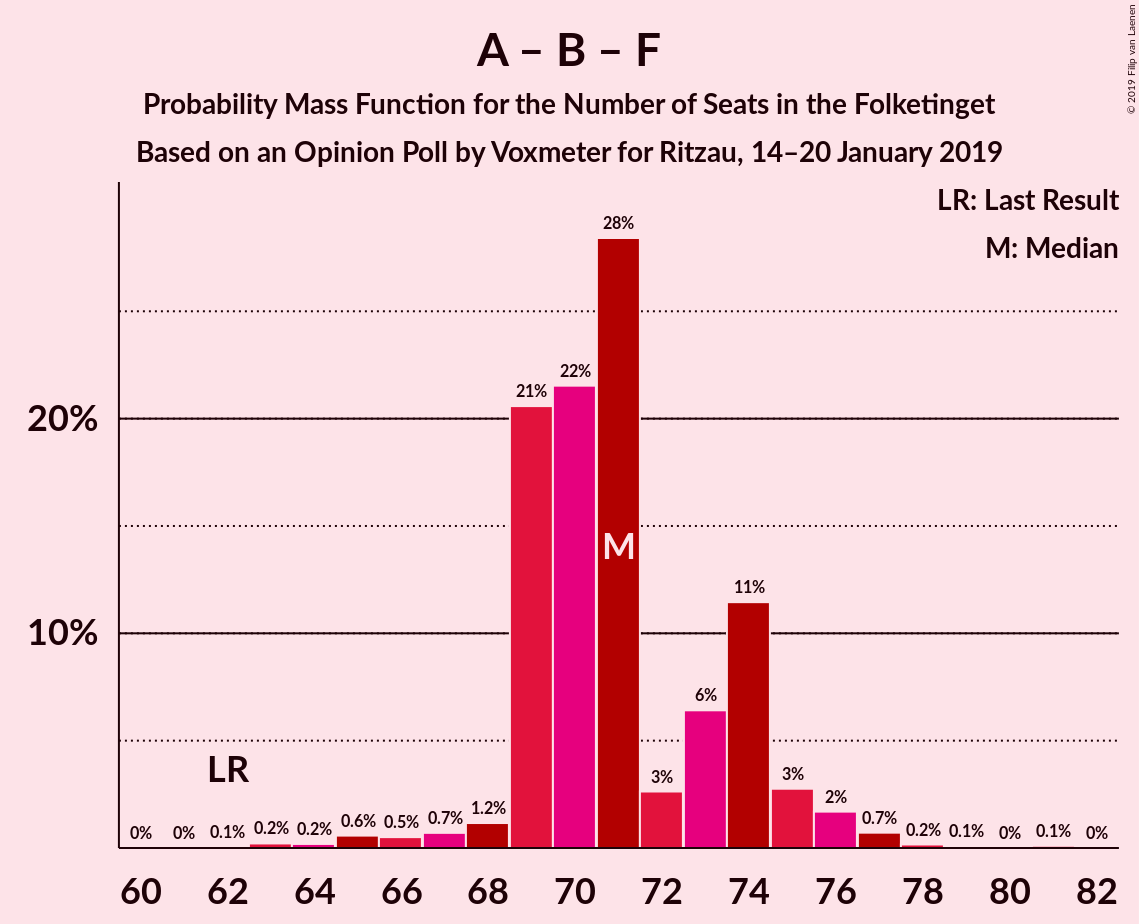 A – B – F
Probability Mass Function for the Number of Seats in the Folketinget
Based on an Opinion Poll by Voxmeter for Ritzau, 14–20 January 2019
© 2019 Filip van Laenen
LR: Last Result
M: Median
28%
22%
21%
20%
M
11%
10%
6%
LR
3%
3%
2%
0% 0% 0.1% 0.2% 0.2% 0.6% 0.5% 0.7% 1.2% 0.7% 0.2% 0.1% 0% 0.1% 0%
60 62 64 66 68 70 72 74 76 78 80 82